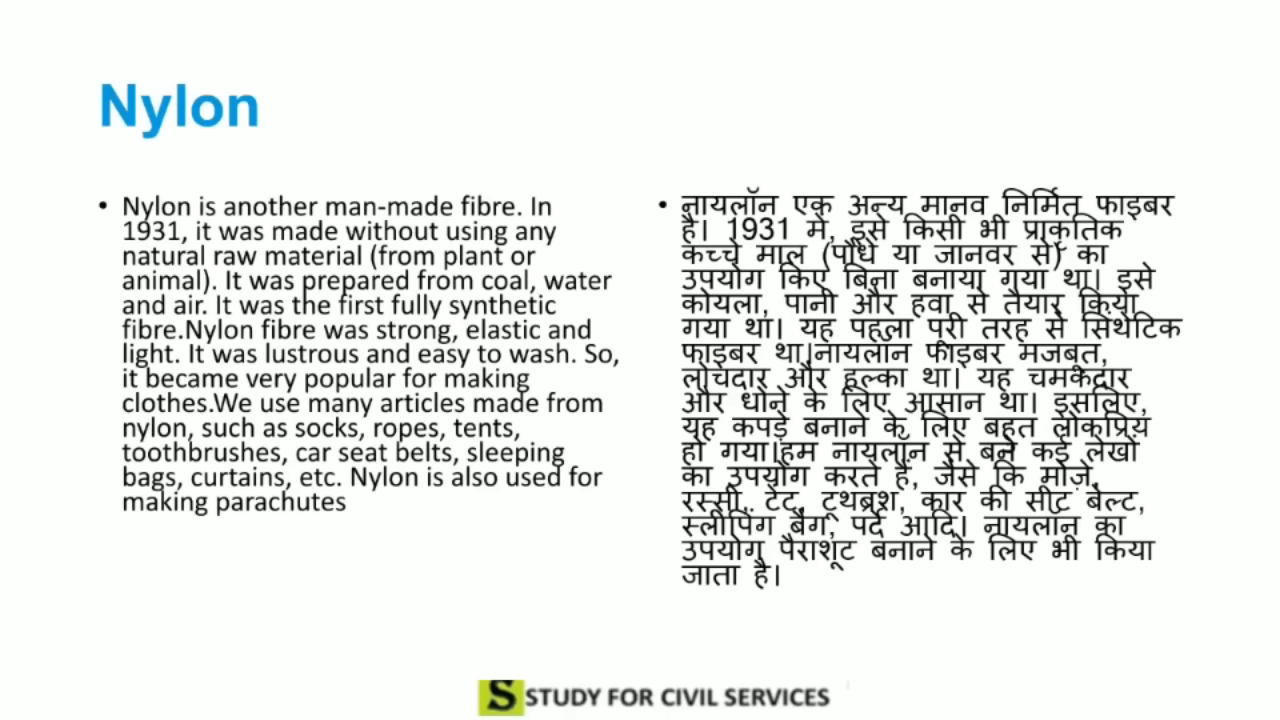 Nylon
• Nylon is another man-made fibre. In
1931, it was made without using any
natural raw material (from plant or
animal). It was prepared from coal, water
and air. It was the first fully synthetic
fibre.Nylon fibre was strong, elastic and
light. It was lustrous and easy to wash. So,
it became very popular for making
clothes.We use many articles made from
nylon, such as socks, ropes, tents,
toothbrushes, car seat belts, sleeping
bags, curtains, etc. Nylon is also used for
making parachutes
• नायलॉन एक अन्य मानव निर्मित फाइबर
है। 1931 में, इसे किसी भी प्राकृतिक
कच्चे माल (पौधे या जानवर से) का
उपयोग किए बिना बनाया गया था। इसे
कोयला, पानी और हवा से तैयार किया
गया था। यह पहला पूरी तरह से सिंथेटिक
फाइबर था।नायलॉन फाइबर मजबूत,
लोचदार और हल्का था। यह चमकदार
और धोने के लिए आसान था। इसलिए,
यह कपड़े बनाने के लिए बहुत लोकप्रिय
हो गया।हम नायलॉन से बने कई लेखों
का उपयोग करते हैं, जैसे कि मोज़े,
रस्सी, टेंट, टूथब्रश, कार की सीट बेल्ट,
स्लीपिंग बैग, पर्दे आदि। नायलॉन का
उपयोग पैराशूट बनाने के लिए भी किया
जाता है।
S STUDY FOR CIVIL SERVICES